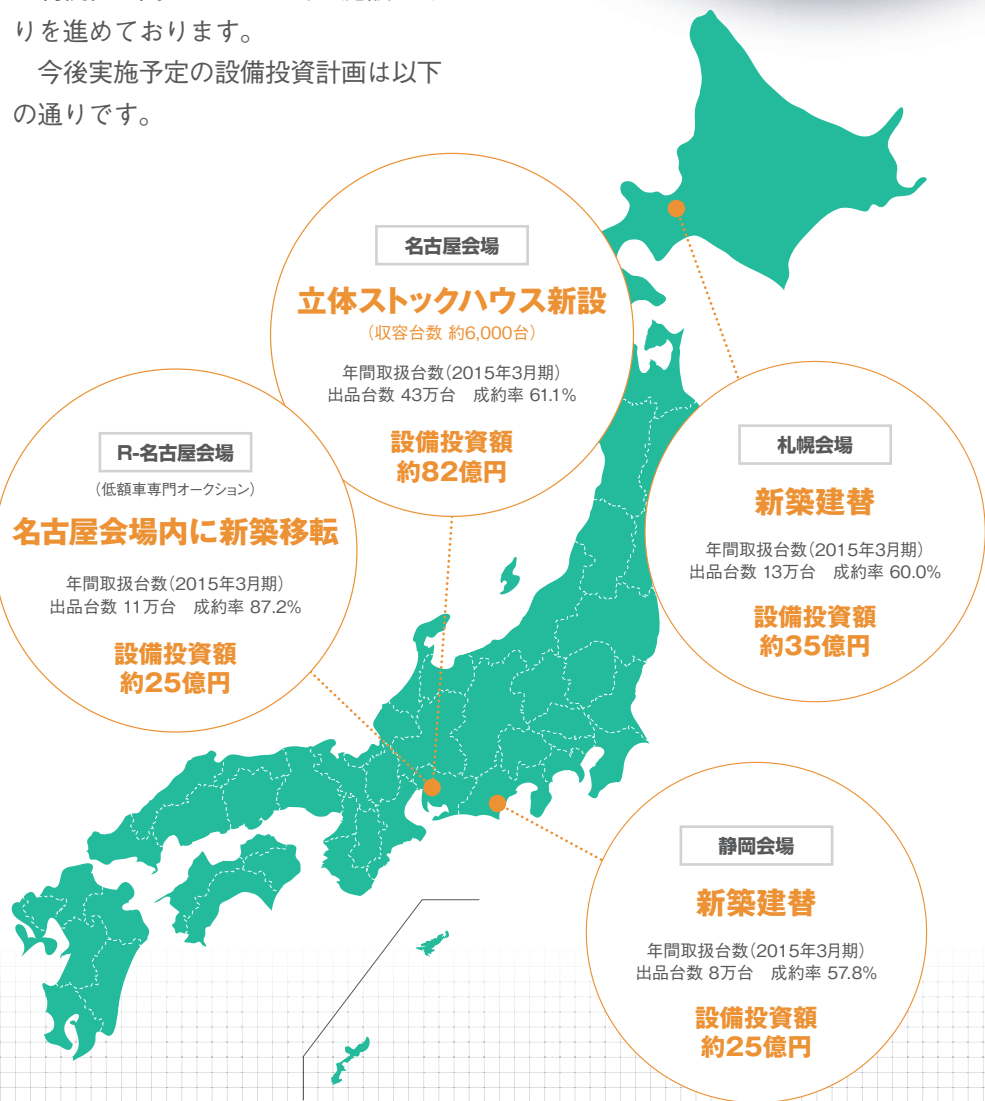 りを進めております。
今後実施予定の設備投資計画は以下
の通りです。
名古屋会場
立体ストックハウス新設
（収容台数 約6,000台）
年間取扱台数（2015年3月期）
出品台数 43万台　成約率 61.1%
設備投資額
約82億円
R-名古屋会場
（低額車専門オークション）
名古屋会場内に新築移転
年間取扱台数（2015年3月期）
出品台数 11万台　成約率 87.2%
設備投資額
約25億円
札幌会場
新築建替
年間取扱台数（2015年3月期）
出品台数 13万台　成約率 60.0%
設備投資額
約35億円
静岡会場
新築建替
年間取扱台数（2015年3月期）
出品台数 8万台　成約率 57.8%
設備投資額
約25億円